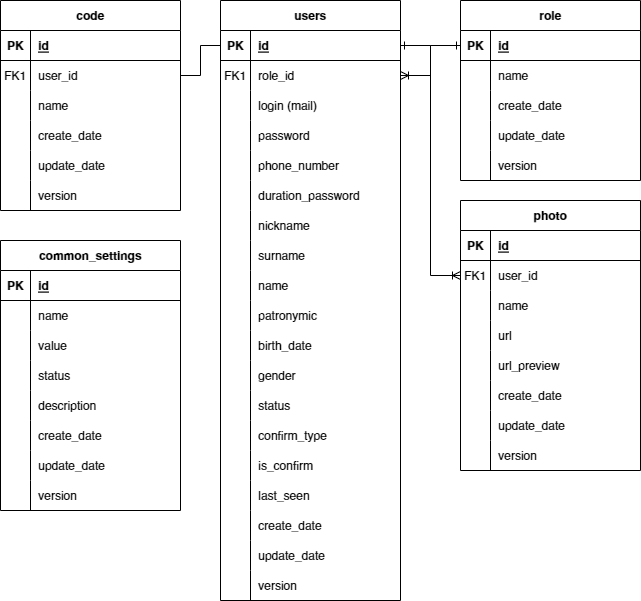 code
PK id
FK1 user_id
name
create_date
update_date
version
common_settings
PK id
name
value
status
description
create_date
update_date
version
users
PK id
FK1 role_id
login (mail)
password
phone_number
duration_password
nickname
surname
name
patronymic
birth_date
gender
status
confirm_type
is_confirm
last_seen
create_date
update_date
version
role
PK id
name
create_date
update_date
version
photo
PK id
FK1 user_id
name
url
url_preview
create_date
update_date
version